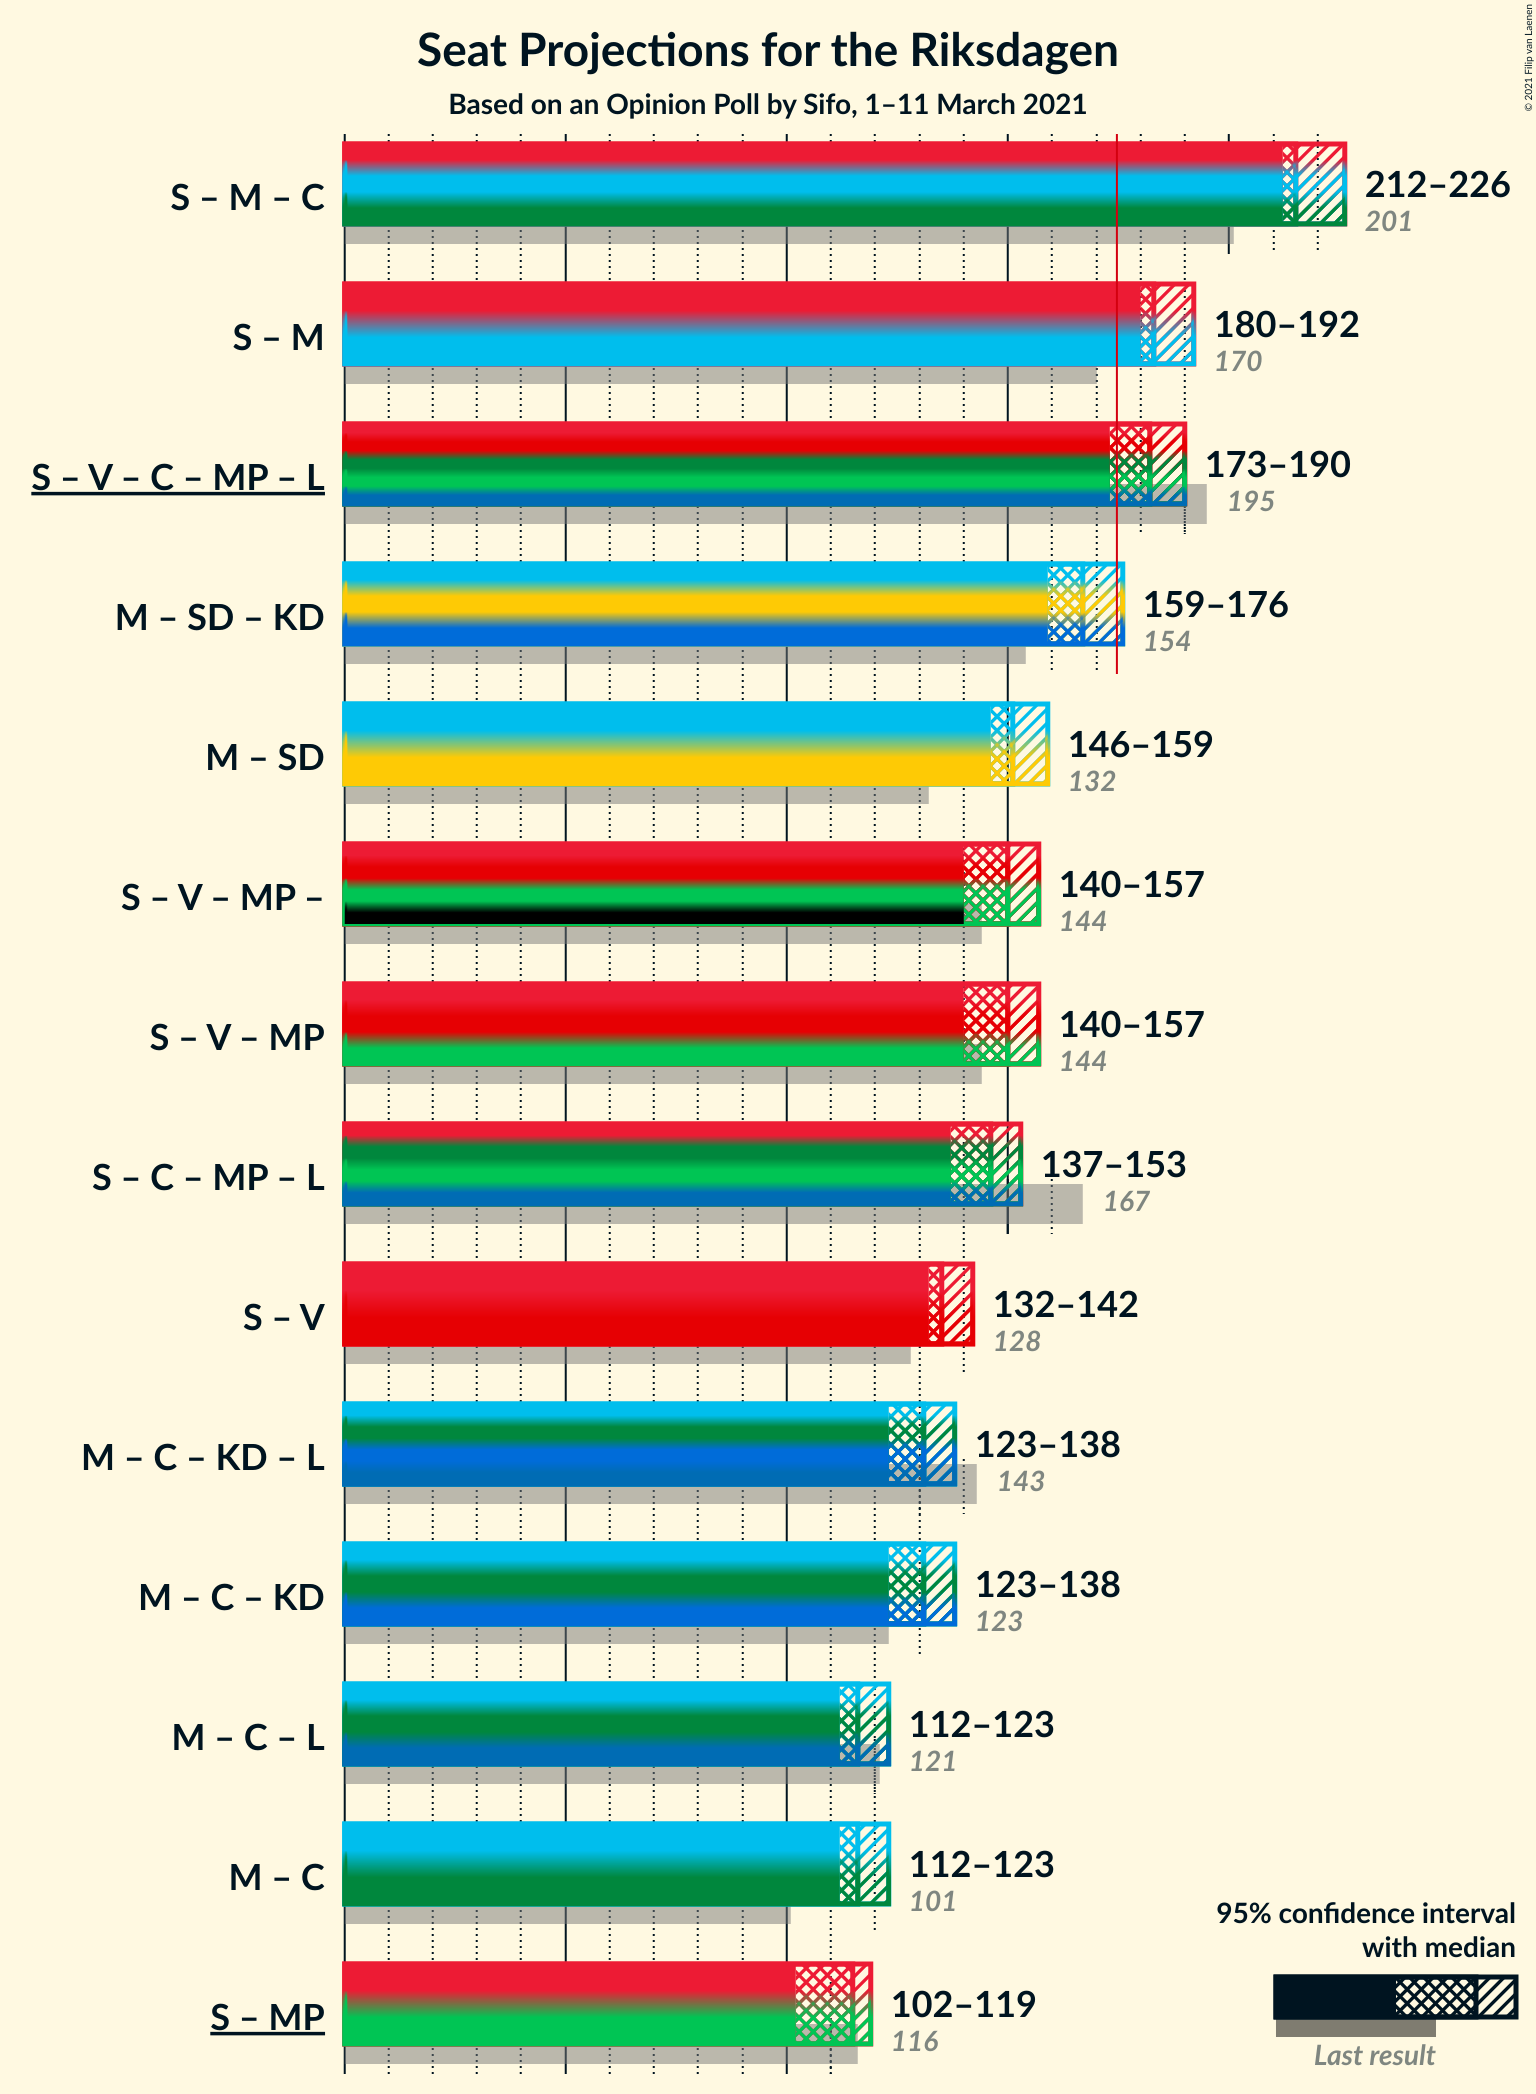 Seat Projections for the Riksdagen
Based on an Opinion Poll by Sifo, 1–11 March 2021
© 2021 Filip van Laenen
S – M – C
212–226
201
S – M
180–192
170
S – V – C – MP – L
173–190
195
M – SD – KD
159–176
154
M – SD
146–159
132
S – V – MP –
140–157
144
S – V – MP
140–157
144
S – C – MP – L
137–153
167
S – V
132–142
128
M – C – KD – L
123–138
143
M – C – KD
123–138
123
M – C – L
112–123
121
M – C
112–123
101
S – MP
102–119
116
95% confidence interval
with median
Last result